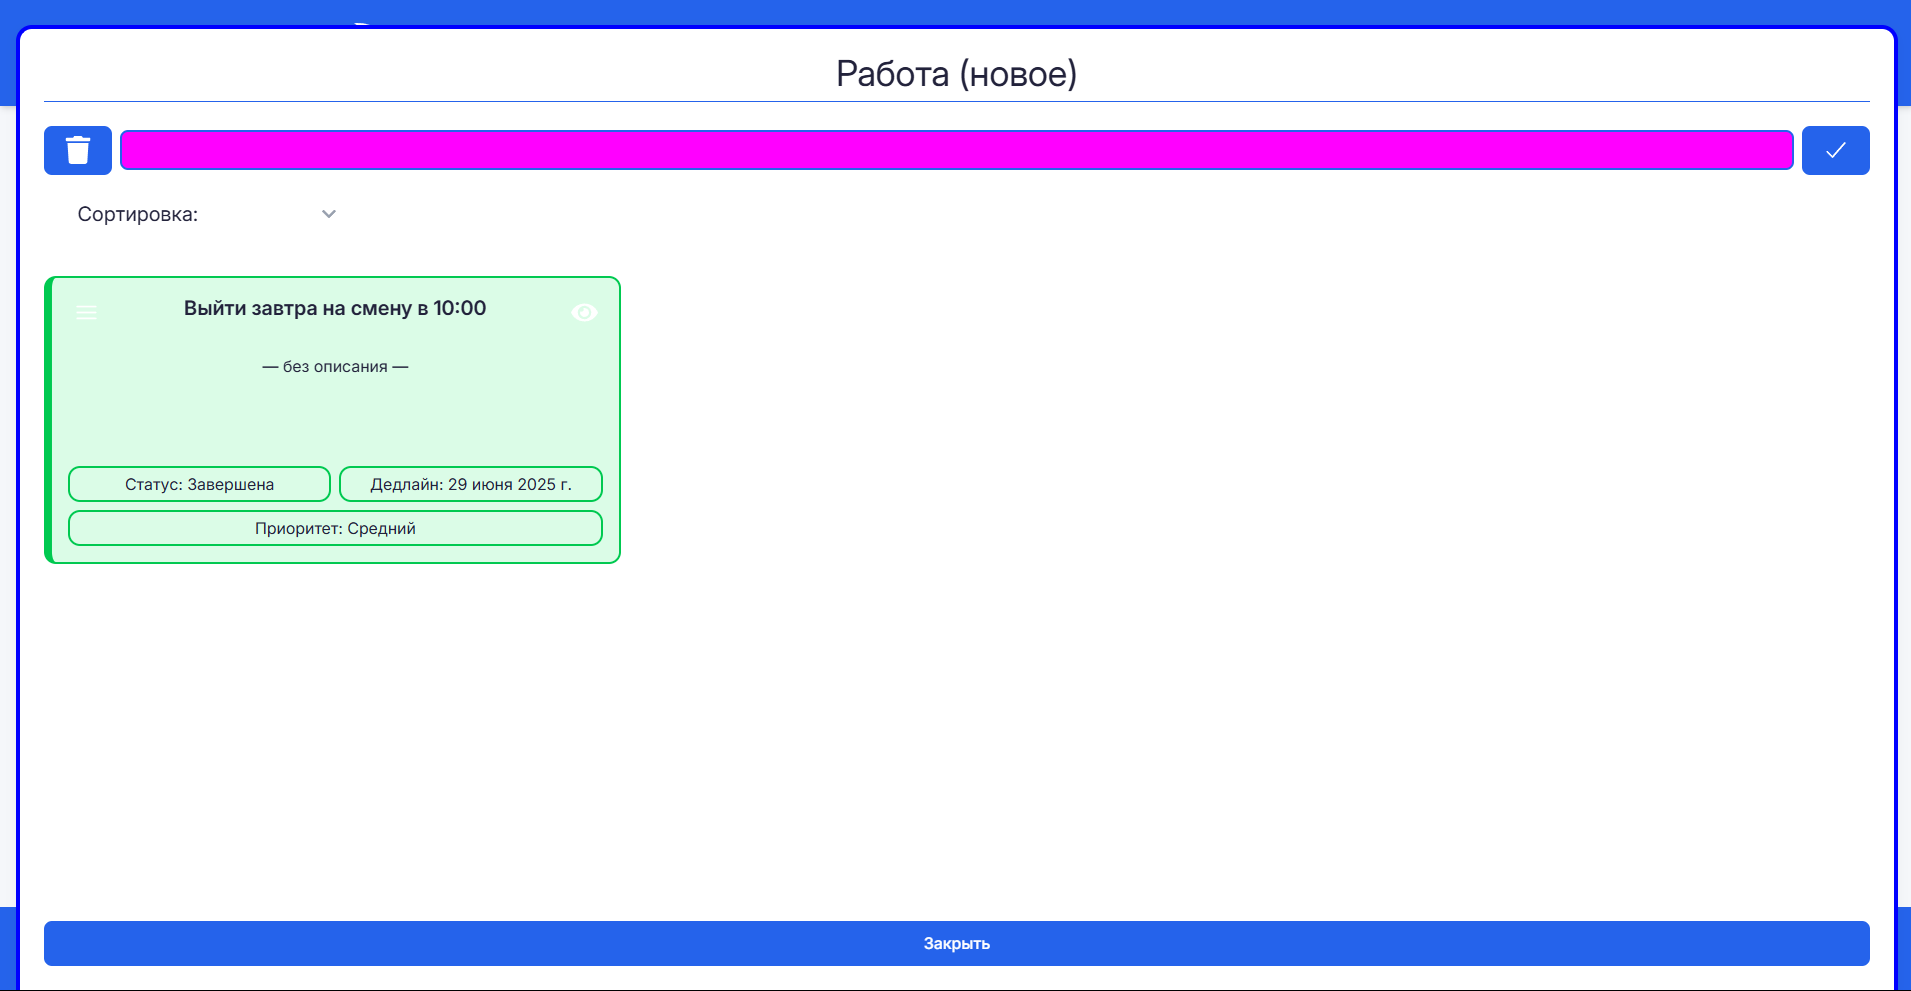 Работа (новое)
Сортировка:
Выйти завтра на смену в 10:00
— без описания —
Статус: Завершена
Дедлайн: 29 июня 2025 г.
Приоритет: Средний
Закрыть